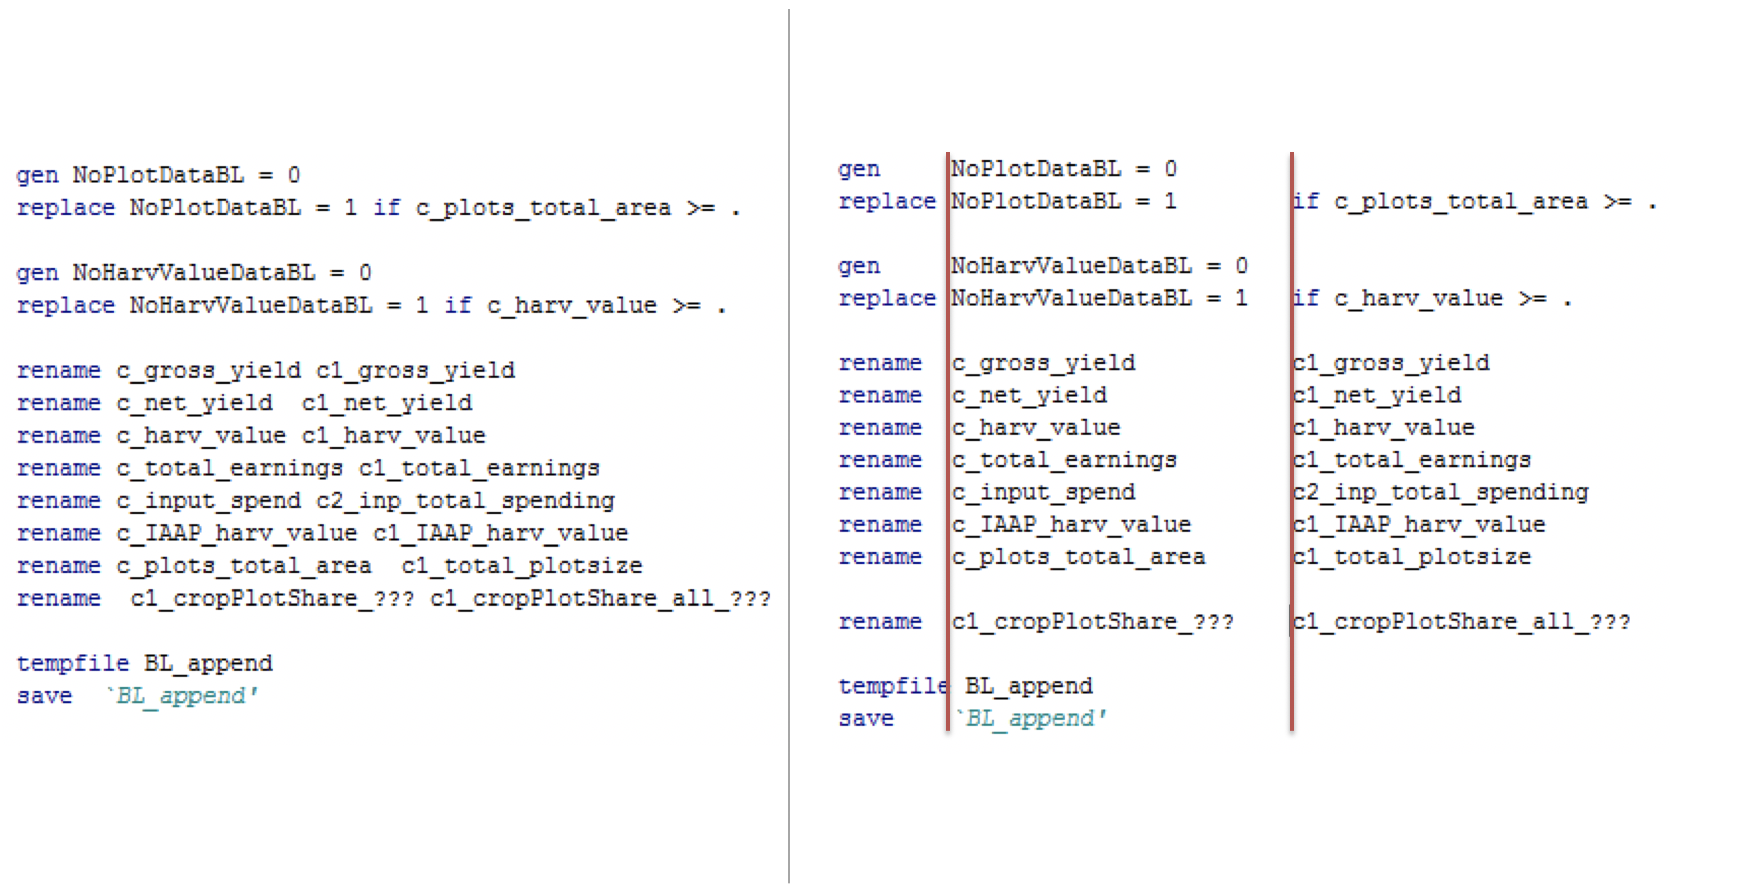 gen NoPlotDataBL = 0
replace NoPlotDataBL = 1 if c_plots_total_area >= .
gen NoHarvValueDataBL = 0
replace NoHarvValueDataBL = 1 if c_harv_value >= .
rename c_gross_yield c1_gross_yield
rename c_net_yield  c1_net_yield
rename c_harv_value c1_harv_value
rename c_total_earnings c1_total_earnings
rename c_input_spend c2_inp_total_spending
rename c_IAAP_harv_value c1_IAAP_harv_value
rename c_plots_total_area  c1_total_plotsize
rename  c1_cropPlotShare_??? c1_cropPlotShare_all_???
tempfile BL_append
save  `BL_append'
gen     NoPlotDataBL = 0
replace NoPlotDataBL = 1        if c_plots_total_area >= .
gen     NoHarvValueDataBL = 0
replace NoHarvValueDataBL = 1   if c_harv_value >= .
rename  c_gross_yield           c1_gross_yield
rename  c_net_yield             c1_net_yield
rename  c_harv_value            c1_harv_value
rename  c_total_earnings        c1_total_earnings
rename  c_input_spend           c2_inp_total_spending
rename  c_IAAP_harv_value       c1_IAAP_harv_value
rename  c_plots_total_area      c1_total_plotsize
rename  c1_cropPlotShare_???    c1_cropPlotShare_all_???
tempfile BL_append
save    `BL_append'